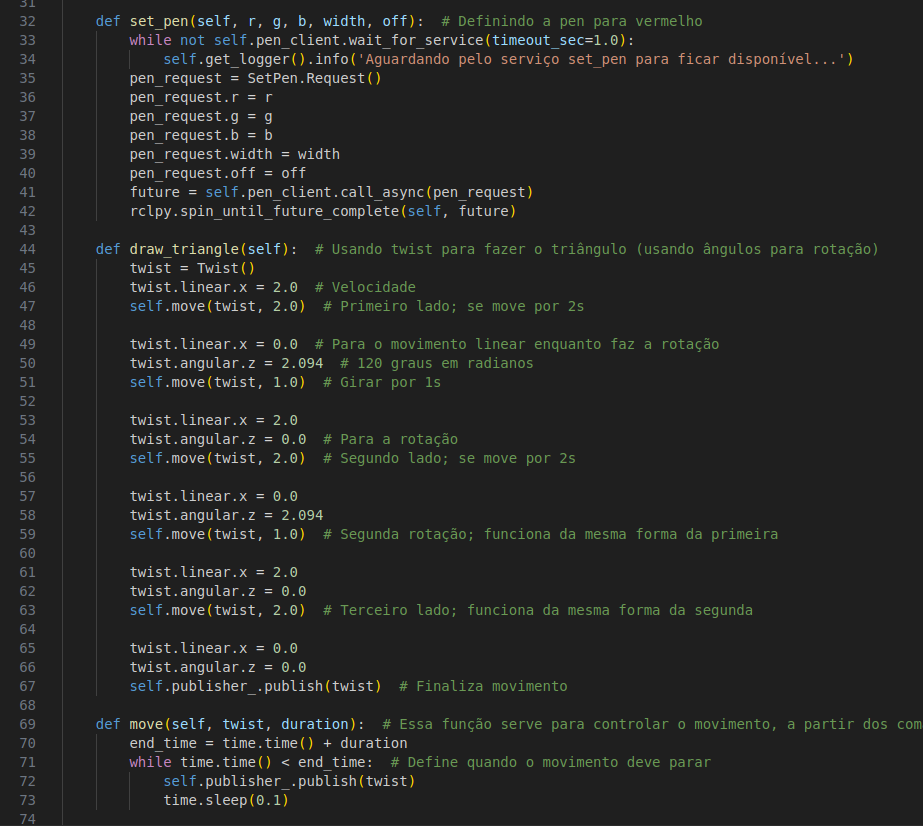 31
32 def set_pen(self, r, g, b, width, off):  # Definindo a pen para vermelho
33 while not self.pen_client.wait_for_service(timeout_sec=1.0):
34 self.get_logger().info('Aguardando pelo serviço set_pen para ficar disponível...')
35 pen_request = SetPen.Request()
36 pen_request.r = r
37 pen_request.g = g
38 pen_request.b = b
39 pen_request.width = width
40 pen_request.off = off
41 future = self.pen_client.call_async(pen_request)
42 rclpy.spin_until_future_complete(self, future)
43
44 def draw_triangle(self):  # Usando twist para fazer o triângulo (usando ângulos para rotação)
45 twist = Twist()
46 twist.linear.x = 2.0  # Velocidade
47 self.move(twist, 2.0)  # Primeiro lado; se move por 2s
48
49 twist.linear.x = 0.0  # Para o movimento linear enquanto faz a rotação
50 twist.angular.z = 2.094  # 120 graus em radianos
51 self.move(twist, 1.0)  # Girar por 1s
52
53 twist.linear.x = 2.0
54 twist.angular.z = 0.0  # Para a rotação
55 self.move(twist, 2.0)  # Segundo lado; se move por 2s
56
57 twist.linear.x = 0.0
58 twist.angular.z = 2.094
59 self.move(twist, 1.0)  # Segunda rotação; funciona da mesma forma da primeira
60
61 twist.linear.x = 2.0
62 twist.angular.z = 0.0
63 self.move(twist, 2.0)  # Terceiro lado; funciona da mesma forma da segunda
64
65 twist.linear.x = 0.0
66 twist.angular.z = 0.0
67 self.publisher_.publish(twist)  # Finaliza movimento
68
69 def move(self, twist, duration):  # Essa função serve para controlar o movimento, a partir dos com
70 end_time = time.time() + duration
71 while time.time() < end_time:  # Define quando o movimento deve parar
72 self.publisher_.publish(twist)
73 time.sleep(0.1)
74